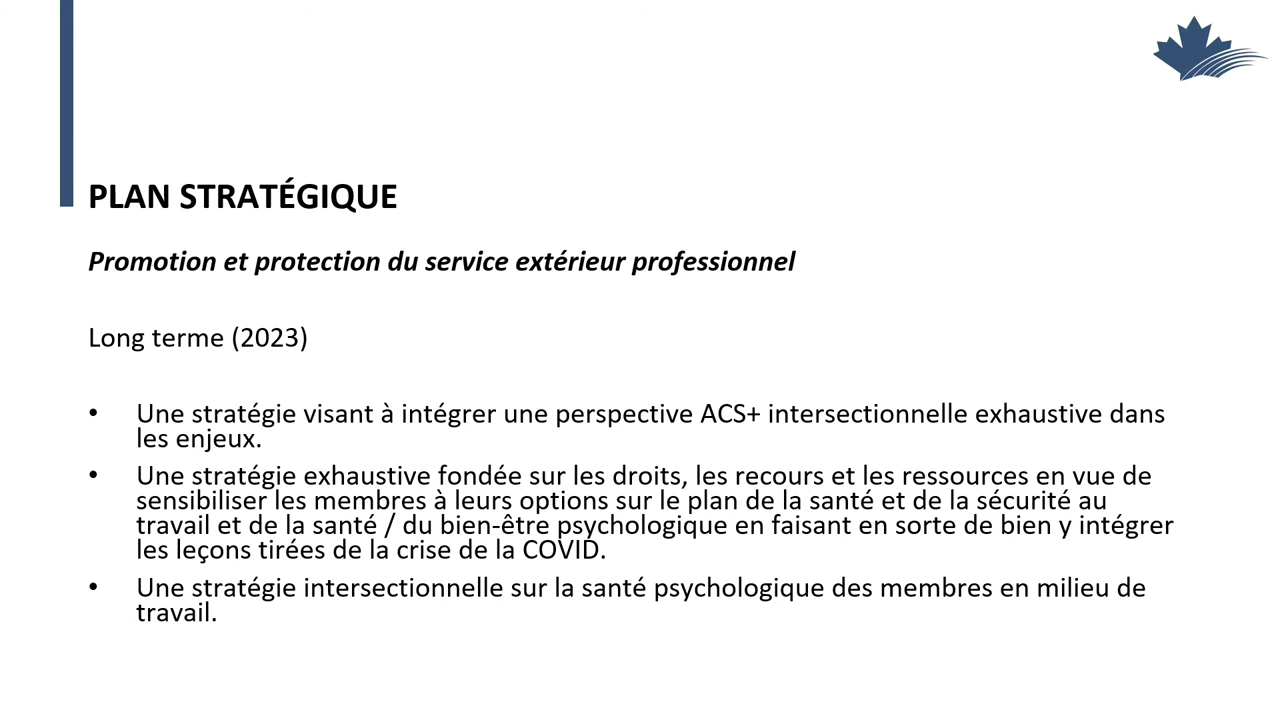 PLAN STRATÉGIQUE
Promotion et protection du service extérieur professionnel
Long terme (2023)
• Une stratégie visant à intégrer une perspective ACS+ intersectionnelle exhaustive dans
les enjeux.
• Une stratégie exhaustive fondée sur les droits, les recours et les ressources en vue de
sensibiliser les membres à leurs options sur le plan de la santé et de la sécurité au
travail et de la santé / du bien-être psychologique en faisant en sorte de bien y intégrer
les leçons tirées de la crise de la COVID.
• Une stratégie intersectionnelle sur la santé psychologique des membres en milieu de
travail.